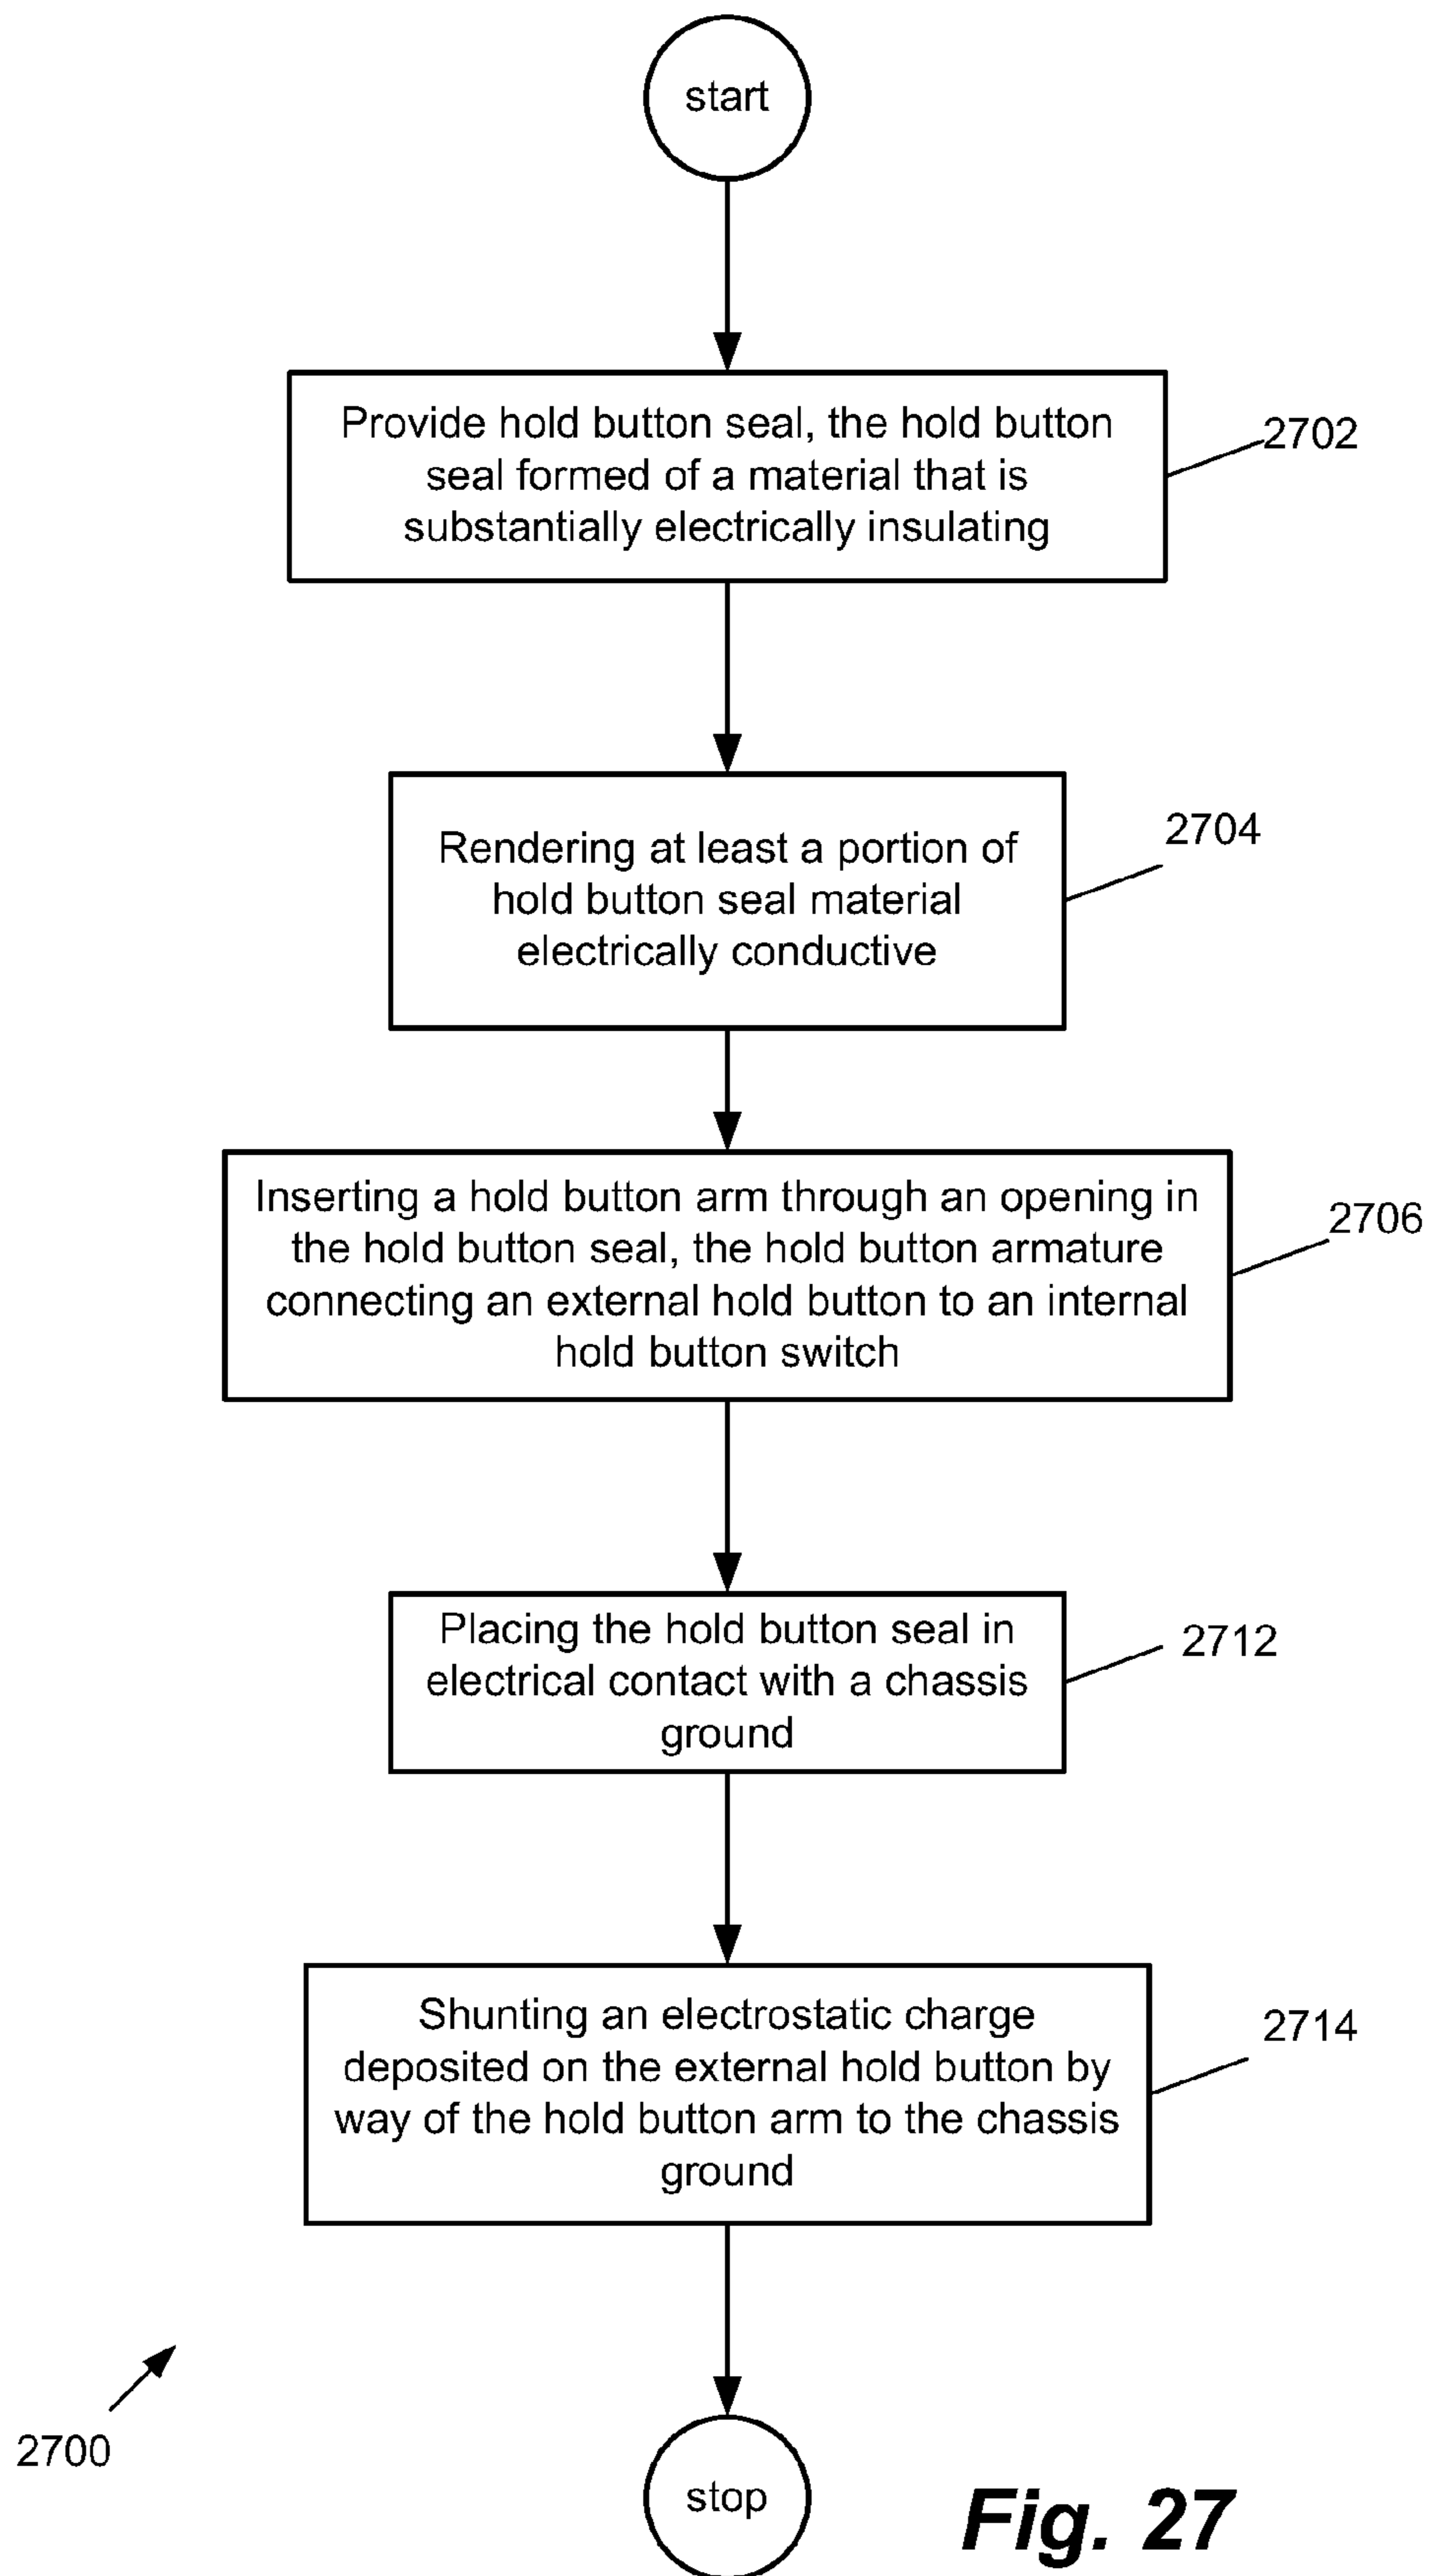 start
Provide hold button seal, the hold button
seal formed of a material that is
substantially electrically insulating
2702
Rendering at least a portion of
hold button seal material
electrically conductive
2704
Inserting a hold button arm through an opening in
the hold button seal, the hold button armature
connecting an external hold button to an internal
hold button switch
2706
Placing the hold button seal in
electrical contact with a chassis
ground
2712
Shunting an electrostatic charge
deposited on the external hold button by
way of the hold button arm to the chassis
ground
2714
2700
stop
Fig. 27